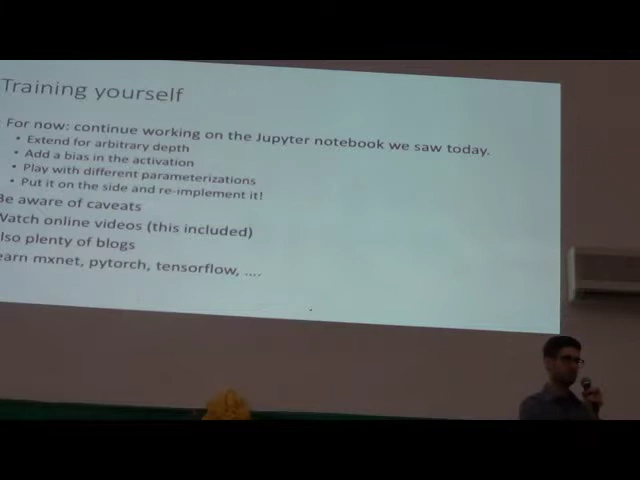 Training yourself
For now: continue working on the Jupyter notebook we saw today.
• Extend for arbitrary depth
• Add a bias in the activation
• Play with different parameterizations
• Put it on the side and re-implement it!
Be aware of caveats
Watch online videos (this included)
lso plenty of blogs
earn mxnet, pytorch, tensorflow, ....